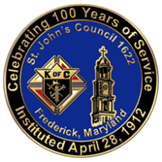 Celebrating 100 Years of Service
St. John's Council 1622
K of C
Frederick, Maryland
Instituted April 28, 1912